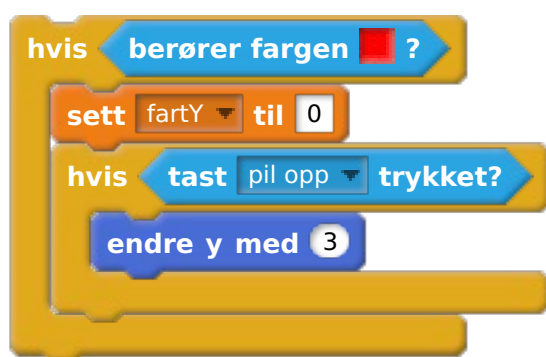 hvis berører fargen ?
sett fartY til 0
hvis tast pil opp trykket?
endre y med 3